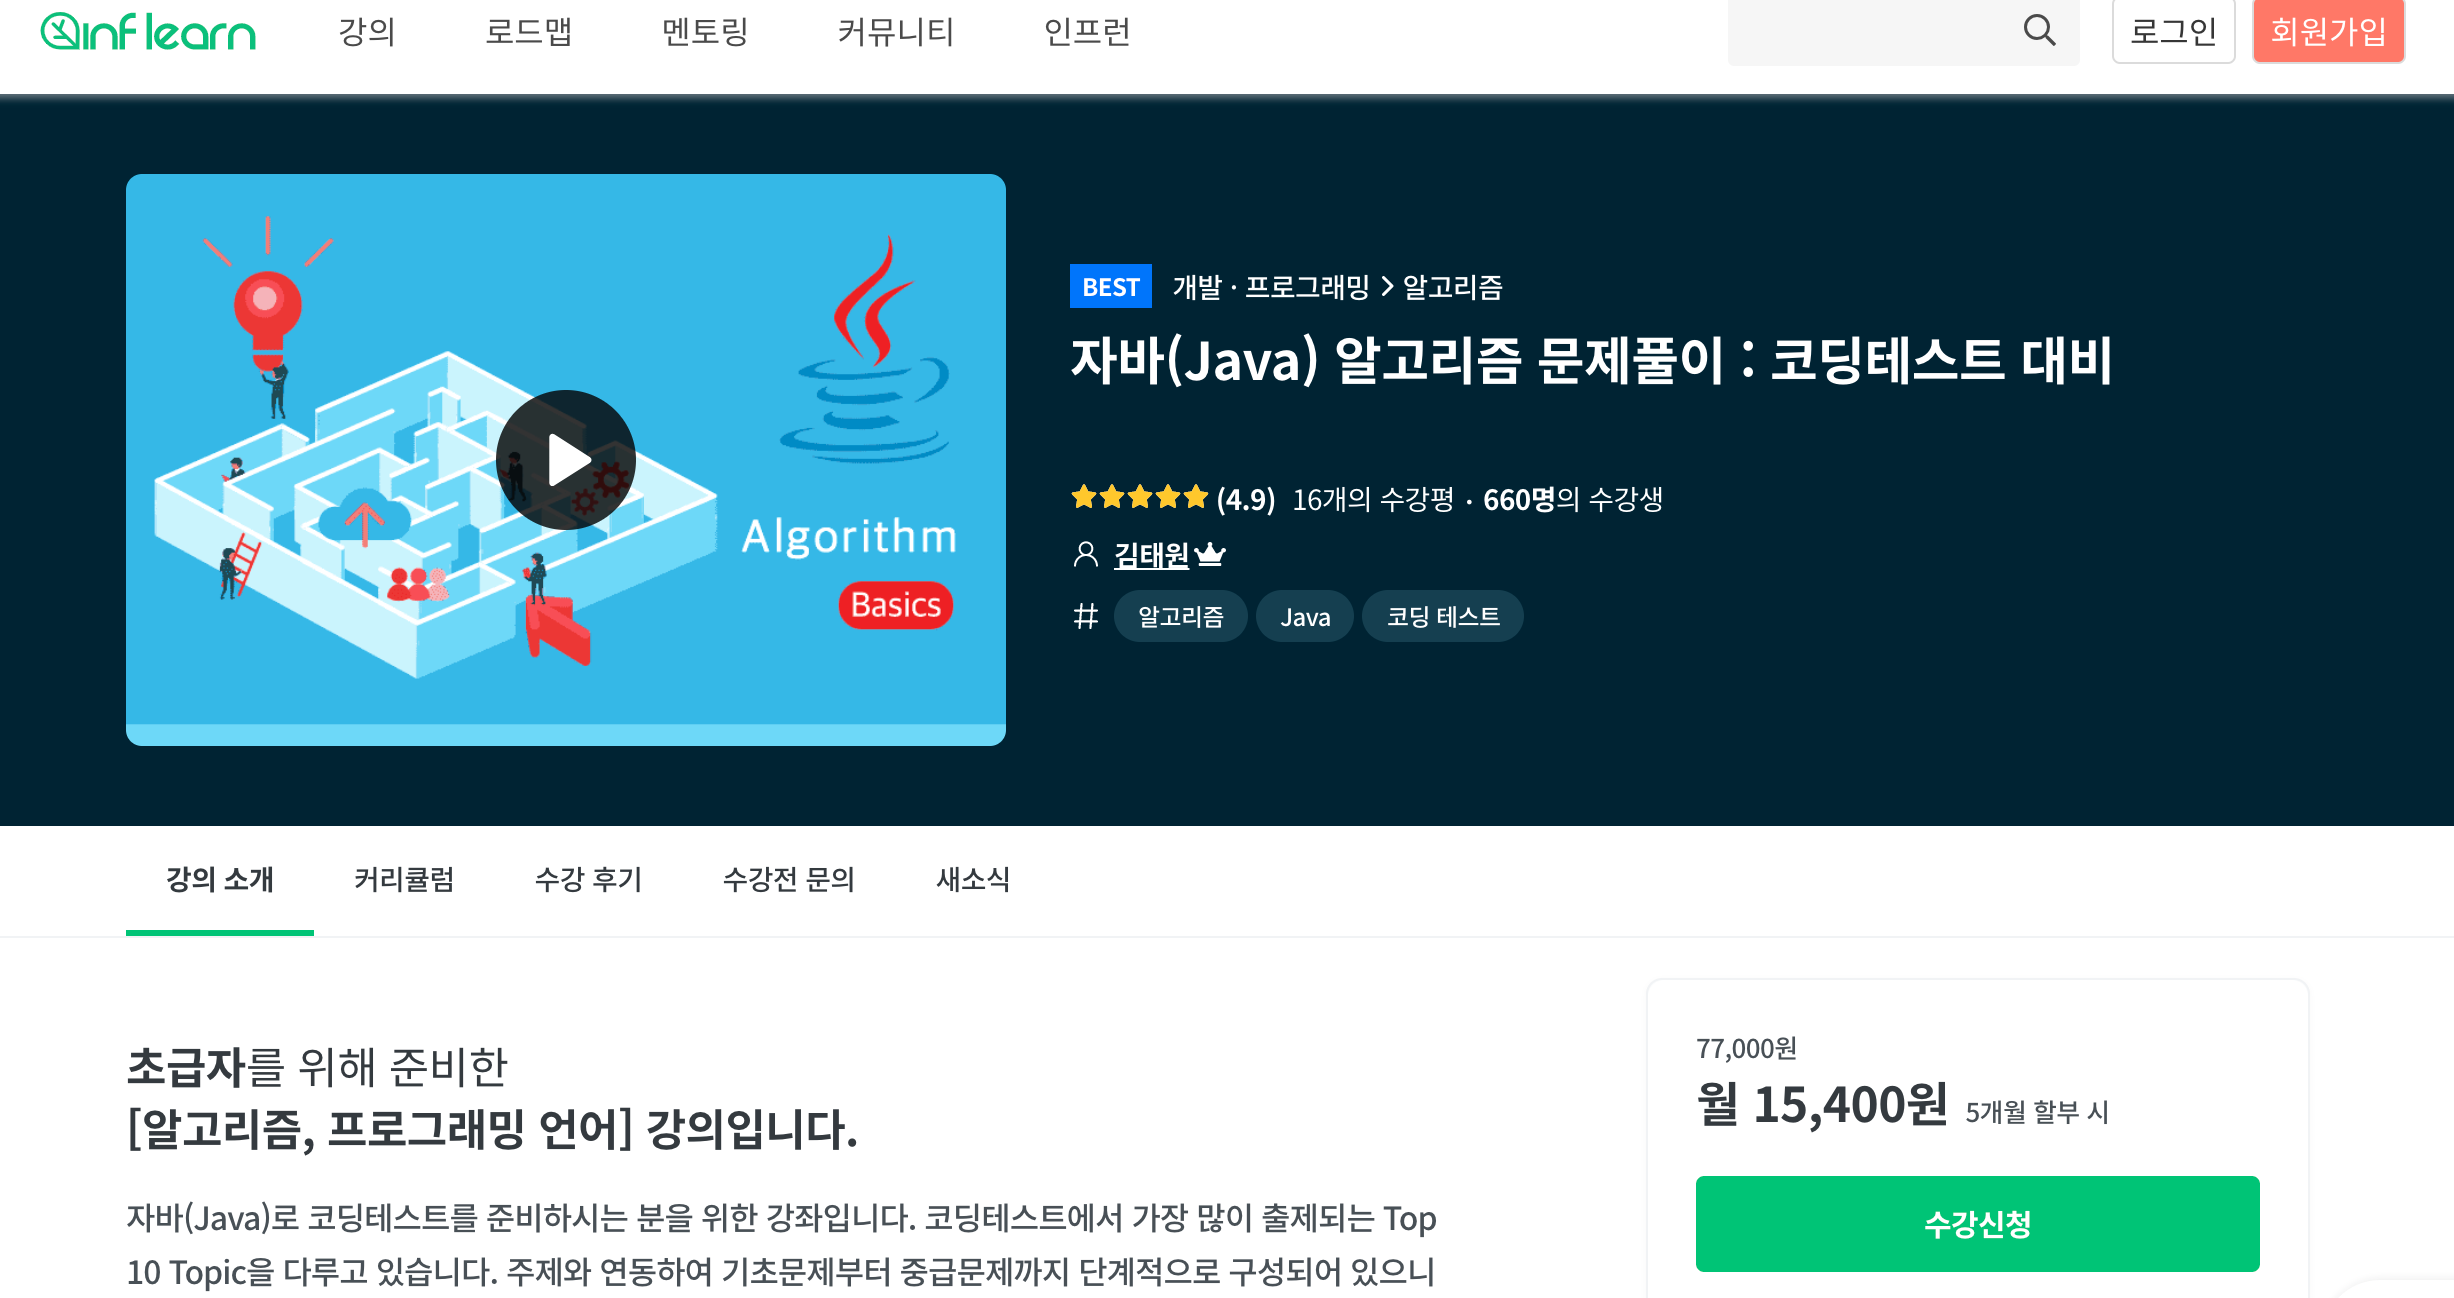 inflearn
강의
로드맵
멘토링
커뮤니티
인프런
로그인
회원가입
Algorithm
Basics
BEST 개발 · 프로그래밍 > 알고리즘
자바(Java) 알고리즘 문제풀이 : 코딩테스트 대비
(4.9) 16개의 수강평 · 660명의 수강생
김태원
# 알고리즘 Java 코딩 테스트
강의 소개
커리큘럼
수강 후기
수강전 문의
새소식
초급자를 위해 준비한
[알고리즘, 프로그래밍 언어] 강의입니다.
자바(Java)로 코딩테스트를 준비하시는 분을 위한 강좌입니다. 코딩테스트에서 가장 많이 출제되는 Top
10 Topic을 다루고 있습니다. 주제와 연동하여 기초문제부터 중급문제까지 단계적으로 구성되어 있으니
77,000원
월 15,400원 5개월 할부 시
수강신청